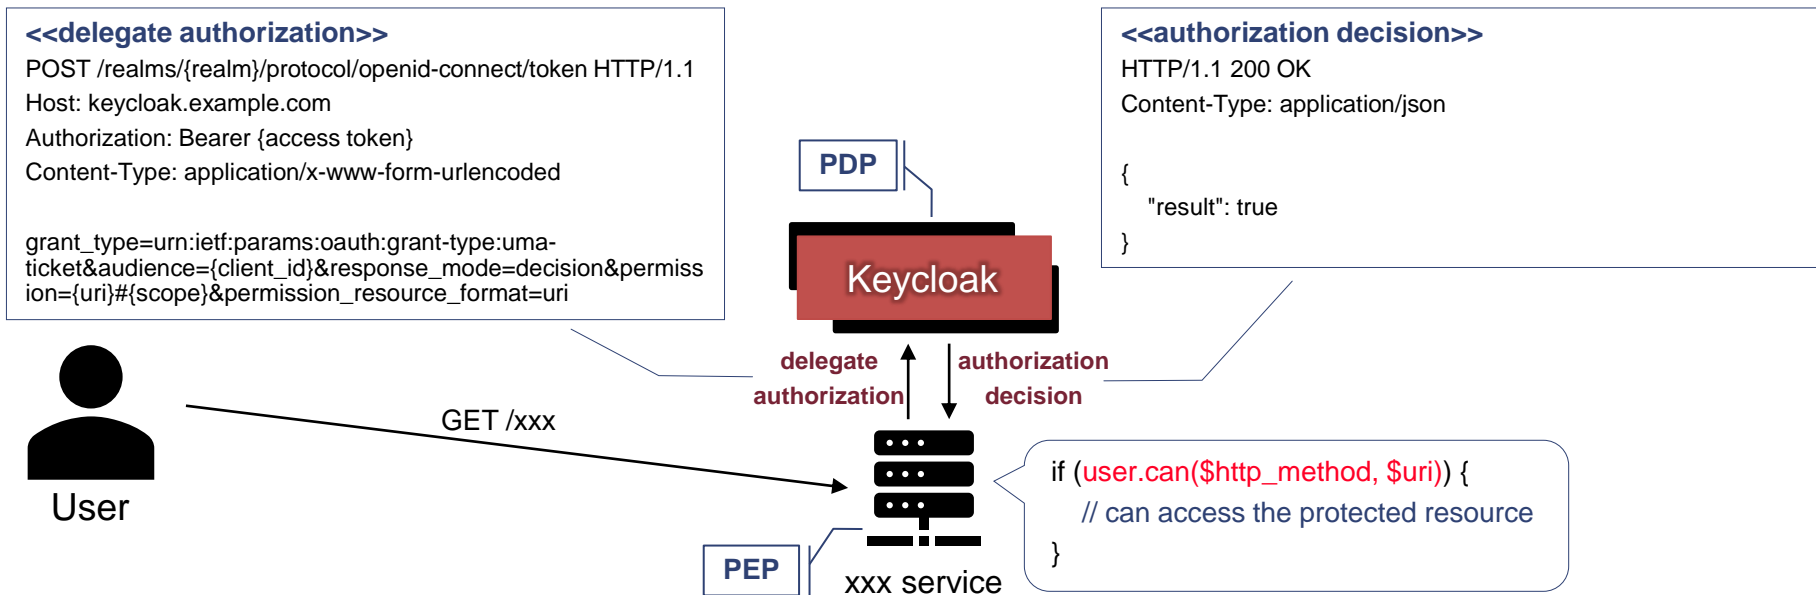 <<delegate authorization>>
POST /realms/{realm}/protocol/openid-connect/token HTTP/1.1
Host: keycloak.example.com
Authorization: Bearer {access token}
Content-Type: application/x-www-form-urlencoded
grant_type=urn:ietf:params:oauth:grant-type:uma-
ticket&audience={client_id}&response_mode=decision&permiss
ion={uri}#{scope}&permission_resource_format=uri
<<authorization decision>>
HTTP/1.1 200 OK
Content-Type: application/json
{
"result": true
}
PDP
Keycloak
delegate
authorization
authorization
decision
GET /xxx
User
PEP
xxx service
if (user.can($http_method, $uri)) {
// can access the protected resource
}